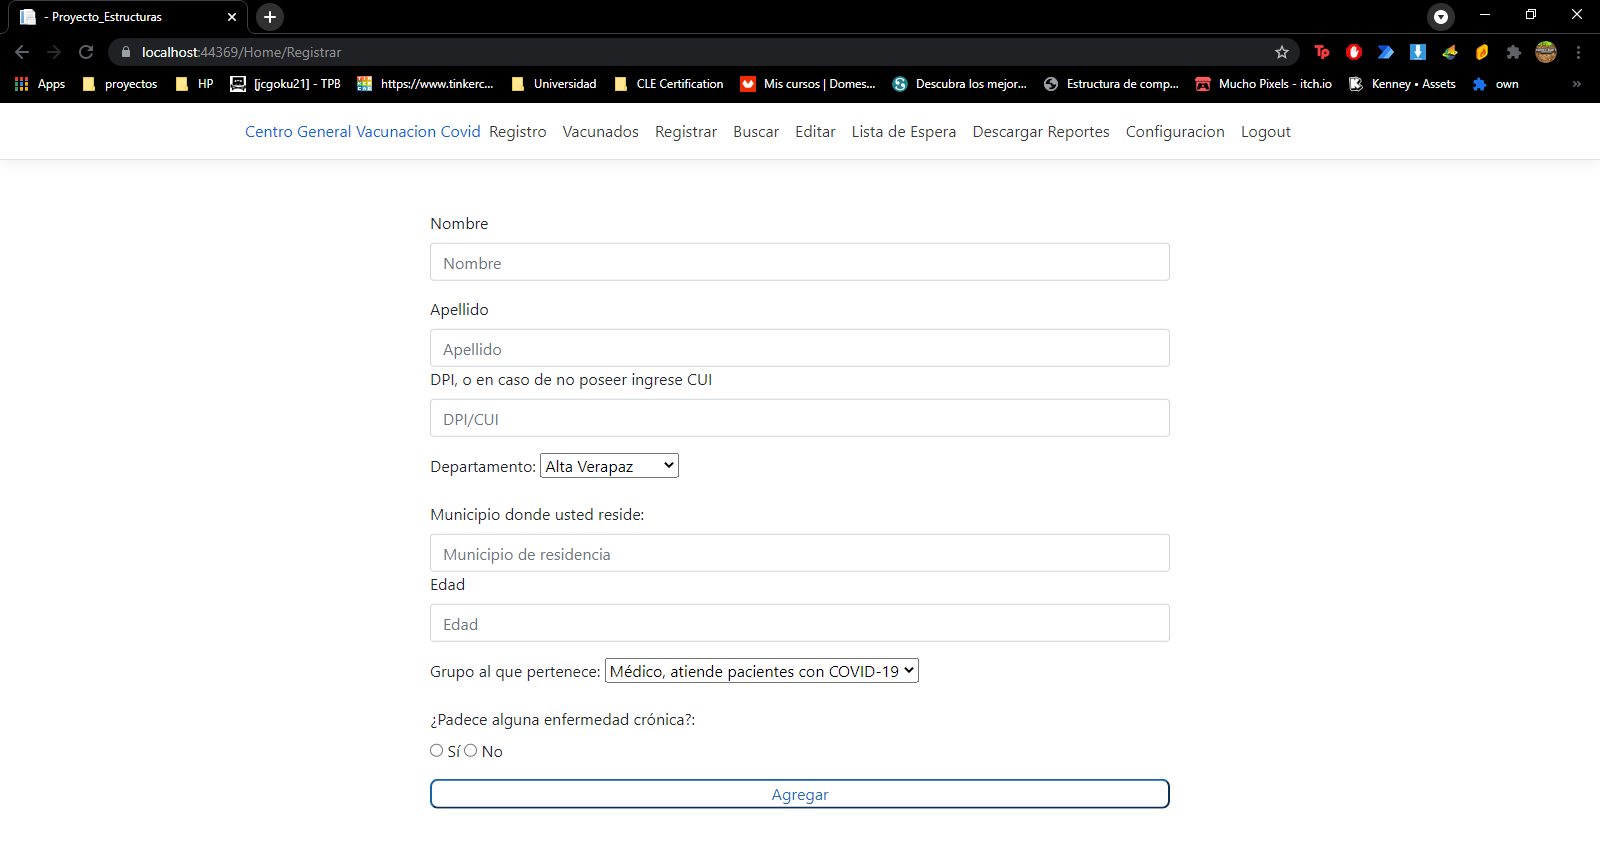 - Proyecto_Estructuras
localhost:44369/Home/Registrar
Apps proyectos HP [jcgoku21] - TPB https://www.tinkerc... Universidad CLE Certification Mis cursos | Domes... Descubra los mejor... Estructura de comp... Mucho Pixels - itch.io Kenney • Assets own »
Centro General Vacunacion Covid Registro Vacunados Registrar Buscar Editar Lista de Espera Descargar Reportes Configuracion Logout
Nombre
Nombre
Apellido
Apellido
DPI, o en caso de no poseer ingrese CUI
DPI/CUI
Departamento: Alta Verapaz
Municipio donde usted reside:
Municipio de residencia
Edad
Edad
Grupo al que pertenece: Médico, atiende pacientes con COVID-19
¿Padece alguna enfermedad crónica?:
Sí No
Agregar